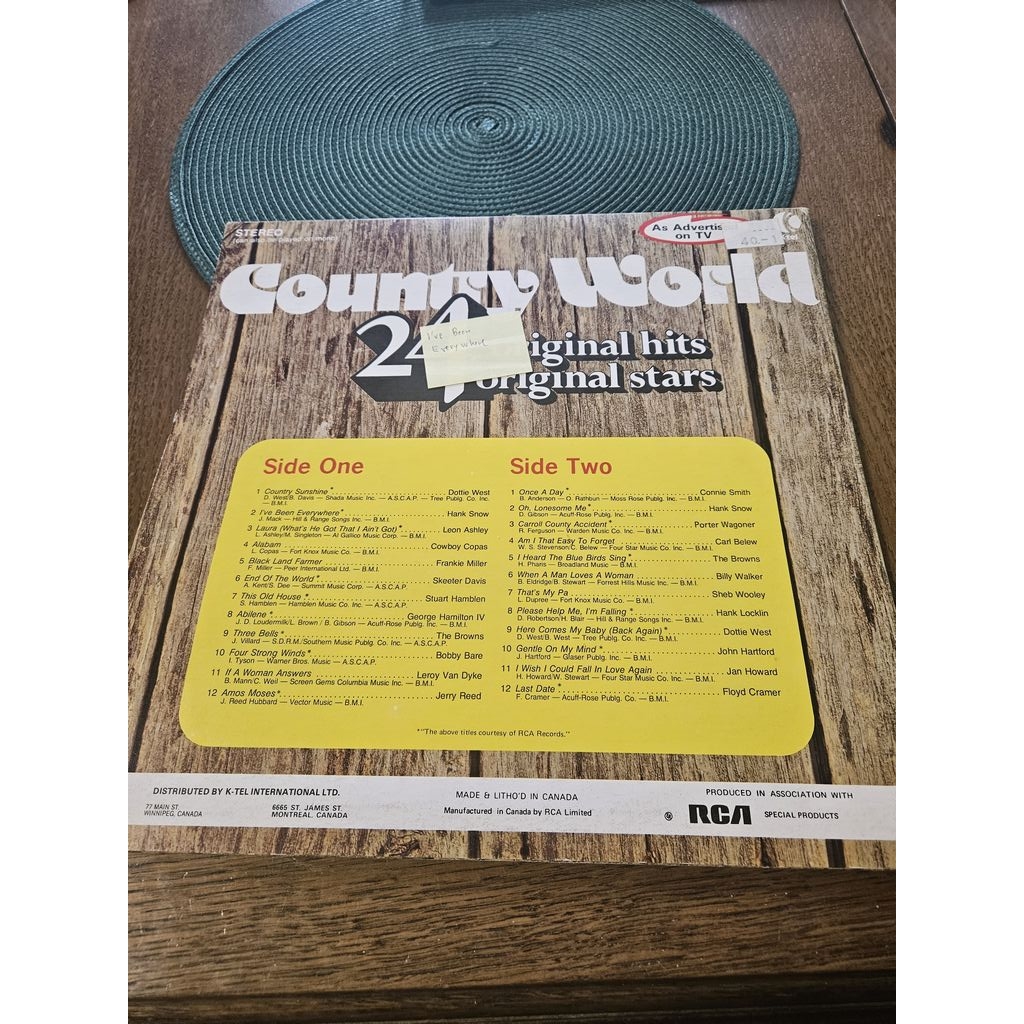 STEREO
(can also be played on mono)
As Advertis
on TV
40.-
Country World
24
I've Been
Everywhere
iginal hits
original stars
Side One
1 Country Sunshine*........Dottie West
D. West/B. Davis — Shada Music Inc. — A.S.C.A.P. — Tree Publg. Co. Inc.
— B.M.I.
2 I've Been Everywhere*........Hank Snow
J. Mack — Hill & Range Songs Inc. — B.M.I.
3 Laura (What's He Got That I Ain't Got)*........Leon Ashley
L. Ashley/M. Singleton — Al Gallico Music Corp. — B.M.I.
4 Alabam........Cowboy Copas
L. Copas — Fort Knox Music Co. — B.M.I.
5 Black Land Farmer........Frankie Miller
F. Miller — Peer International Ltd. — B.M.I.
6 End Of The World*........Skeeter Davis
A. Kent/S. Dee — Summit Music Corp. — A.S.C.A.P.
7 This Old House*........Stuart Hamblen
S. Hamblen — Hamblen Music Co. Inc. — A.S.C.A.P.
8 Abilene*........George Hamilton IV
J. D. Loudermilk/L. Brown / B. Gibson — Acuff-Rose Publg. Inc. — B.M.I.
9 Three Bells*........The Browns
J. Villard — S.D.R.M./Southern Music Publg. Co. Inc. — A.S.C.A.P.
10 Four Strong Winds*........Bobby Bare
I. Tyson — Warner Bros. Music — A.S.C.A.P.
11 If A Woman Answers........Leroy Van Dyke
B. Mann/C. Weil — Screen Gems Columbia Music Inc. — B.M.I.
12 Amos Moses*........Jerry Reed
J. Reed Hubbard — Vector Music — B.M.I.
Side Two
1 Once A Day*........Connie Smith
B. Anderson — O. Rathbun — Moss Rose Publg. Inc. — B.M.I.
2 Oh, Lonesome Me*........Hank Snow
D. Gibson — Acuff-Rose Publg. Inc. — B.M.I.
3 Carroll County Accident*........Porter Wagoner
R. Ferguson — Warden Music Co. Inc. — B.M.I.
4 Am I That Easy To Forget........Carl Belew
W. S. Stevenson/C. Belew — Four Star Music Co. Inc. — B.M.I.
5 I Heard The Blue Birds Sing*........The Browns
H. Pharis — Broadland Music — B.M.I.
6 When A Man Loves A Woman........Billy Walker
B. Eldridge/B. Stewart — Forrest Hills Music Inc. — B.M.I.
7 That's My Pa........Sheb Wooley
L. Dupree — Fort Knox Music Co. — B.M.I.
8 Please Help Me, I'm Falling*........Hank Locklin
D. Robertson/H. Blair — Hill & Range Songs Inc. — B.M.I.
9 Here Comes My Baby (Back Again)*........Dottie West
D. West/B. West — Tree Publg. Co. Inc. — B.M.I.
10 Gentle On My Mind*........John Hartford
J. Hartford — Glaser Publg. Inc. — B.M.I.
11 I Wish I Could Fall In Love Again........Jan Howard
H. Howard/W. Stewart — Four Star Music Co. Inc. — B.M.I.
12 Last Date*........Floyd Cramer
F. Cramer — Acuff-Rose Publg. Co. — B.M.I.
*"The above titles courtesy of RCA Records."
DISTRIBUTED BY K-TEL INTERNATIONAL LTD.
77 MAIN ST
WINNIPEG, CANADA
6665 ST. JAMES ST.
MONTREAL, CANADA
MADE & LITHO'D IN CANADA
Manufactured in Canada by RCA Limited
PRODUCED IN ASSOCIATION WITH
RCA SPECIAL PRODUCTS